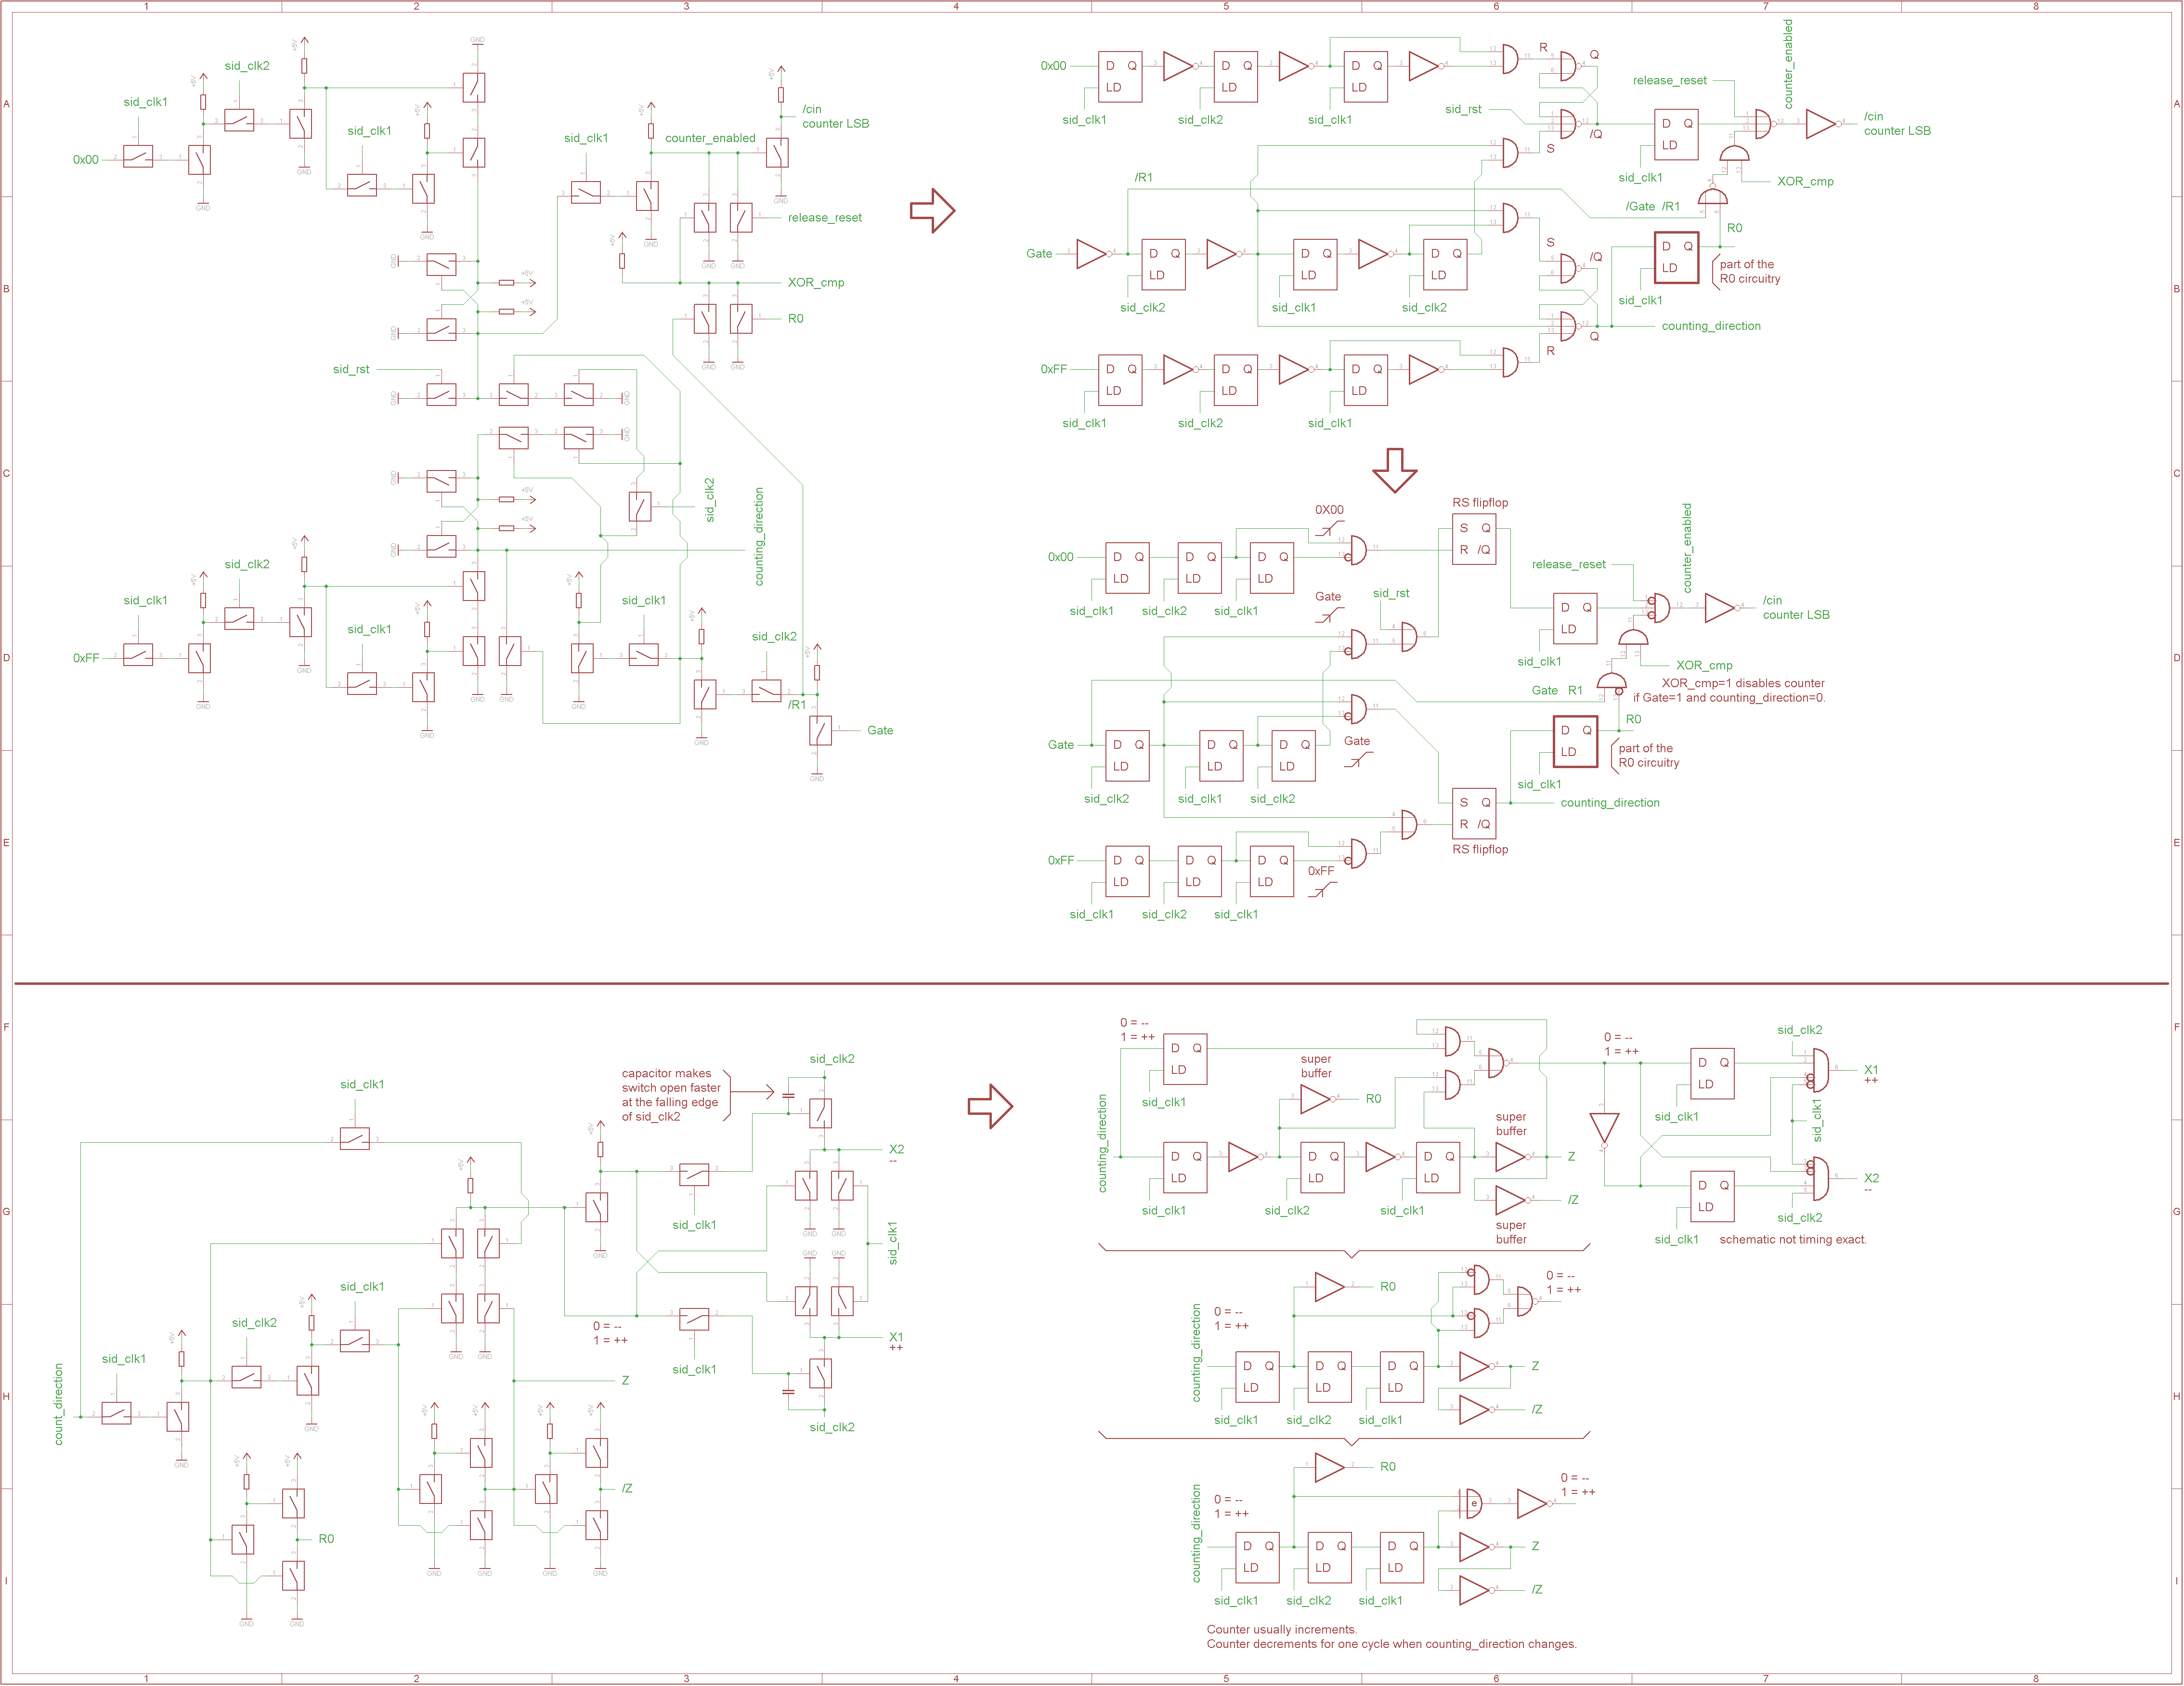 1 2 3 4 5 6 7 8
A
B
C
D
E
F
G
H
I
sid_clk1
sid_clk2
0x00
+5V
GND
sid_clk1
sid_clk1
counter_enabled
/cin
counter LSB
release_reset
XOR_cmp
R0
sid_rst
sid_clk2
counting_direction
sid_clk1
sid_clk2
0xFF
sid_clk1
sid_clk1
sid_clk2
/R1
Gate
0x00
D Q
LD
sid_clk1
D Q
LD
sid_clk2
D Q
LD
sid_clk1
R
Q
sid_rst
/Q
S
release_reset
counter_enabled
/cin
counter LSB
D Q
LD
sid_clk1
XOR_cmp
/R1
/Gate /R1
Gate
D Q
LD
sid_clk2
D Q
LD
sid_clk1
D Q
LD
sid_clk2
S
/Q
Q
R
D Q
LD
sid_clk1
R0
part of the
R0 circuitry
counting_direction
0xFF
D Q
LD
sid_clk1
D Q
LD
sid_clk2
D Q
LD
sid_clk1
0X00
RS flipflop
S Q
R /Q
0x00
D Q
LD
sid_clk1
D Q
LD
sid_clk2
D Q
LD
sid_clk1
Gate
sid_rst
release_reset
counter_enabled
/cin
counter LSB
D Q
LD
sid_clk1
XOR_cmp
XOR_cmp=1 disables counter
if Gate=1 and counting_direction=0.
Gate R1
R0
D Q
LD
sid_clk1
part of the
R0 circuitry
Gate
D Q
LD
sid_clk2
D Q
LD
sid_clk1
D Q
LD
sid_clk2
Gate
S Q
R /Q
RS flipflop
counting_direction
0xFF
D Q
LD
sid_clk1
D Q
LD
sid_clk2
D Q
LD
sid_clk1
0xFF
capacitor makes
switch open faster
at the falling edge
of sid_clk2
sid_clk2
sid_clk1
X2
--
sid_clk1
sid_clk1
0 = --
1 = ++
sid_clk1
X1
++
sid_clk2
count_direction
sid_clk1
sid_clk2
sid_clk1
Z
/Z
R0
0 = --
1 = ++
D Q
LD
sid_clk1
super
buffer
R0
counting_direction
D Q
LD
sid_clk1
D Q
LD
sid_clk2
D Q
LD
sid_clk1
super
buffer
Z
/Z
super
buffer
0 = --
1 = ++
D Q
LD
sid_clk1
sid_clk2
X1
++
sid_clk1
D Q
LD
sid_clk1
X2
--
sid_clk2
schematic not timing exact.
R0
0 = --
1 = ++
0 = --
1 = ++
counting_direction
D Q
LD
sid_clk1
D Q
LD
sid_clk2
D Q
LD
sid_clk1
Z
/Z
R0
0 = --
1 = ++
e
0 = --
1 = ++
counting_direction
D Q
LD
sid_clk1
D Q
LD
sid_clk2
D Q
LD
sid_clk1
Z
/Z
Counter usually increments.
Counter decrements for one cycle when counting_direction changes.
1 2 3 4 5 6 7 8